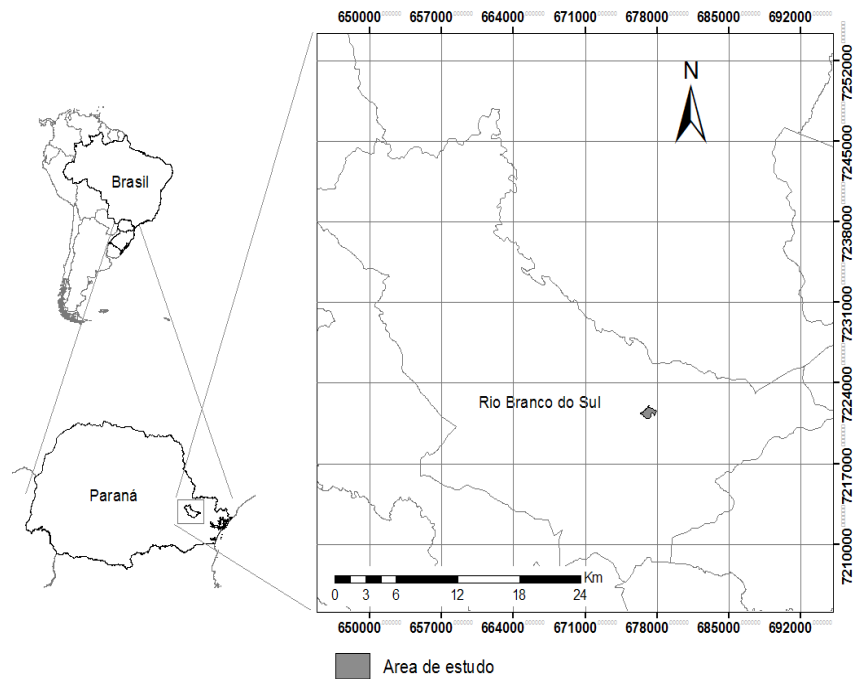 650000 657000 664000 671000 678000 685000 692000
N
7252000
7245000
7238000
7231000
7224000
7217000
7210000
Brasil
Paraná
Rio Branco do Sul
Km
0 3 6 12 18 24
650000 657000 664000 671000 678000 685000 692000
Area de estudo